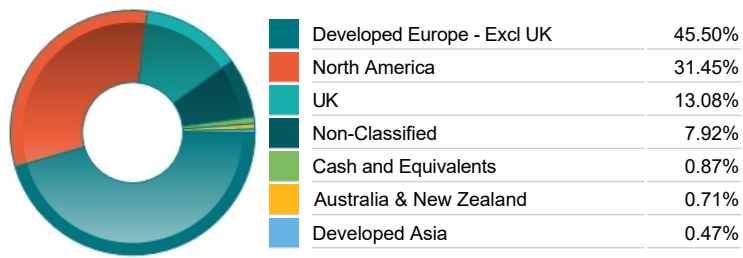 Developed Europe - Excl UK 45.50%
North America 31.45%
UK 13.08%
Non-Classified 7.92%
Cash and Equivalents 0.87%
Australia & New Zealand 0.71%
Developed Asia 0.47%